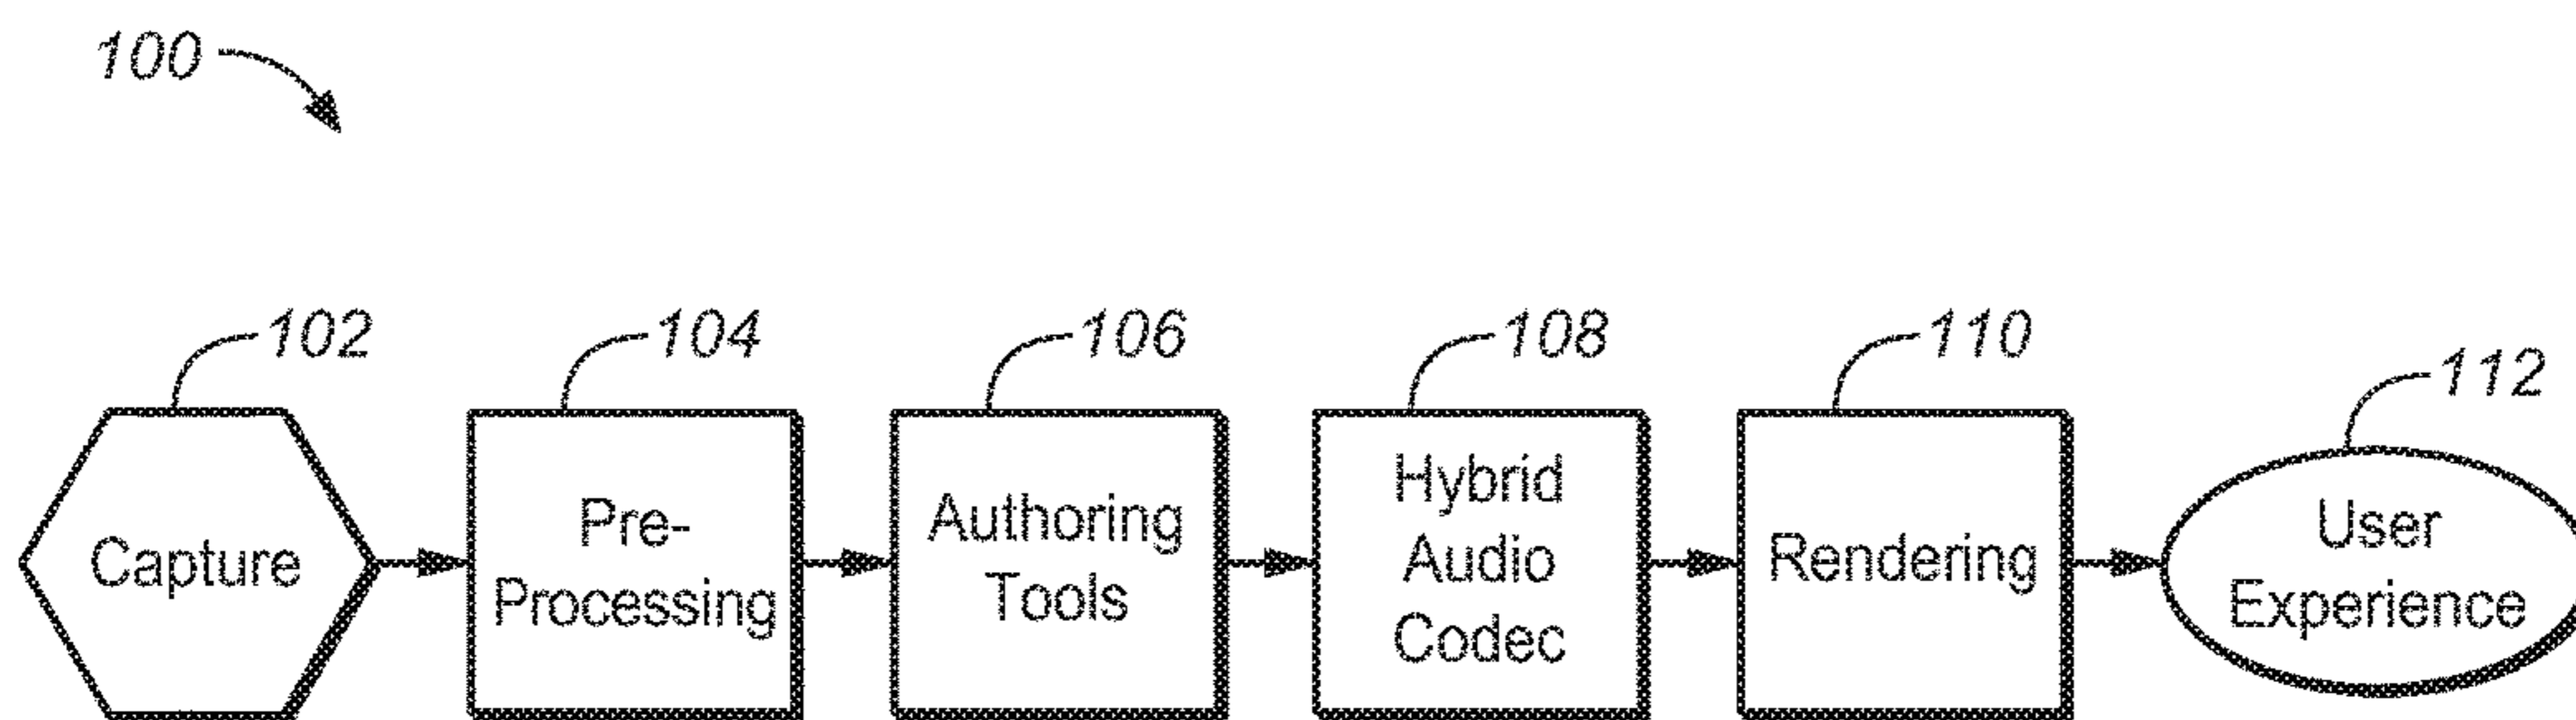 100
102
104
106
108
110
112
Capture
Pre-
Processing
Authoring
Tools
Hybrid
Audio
Codec
Rendering
User
Experience